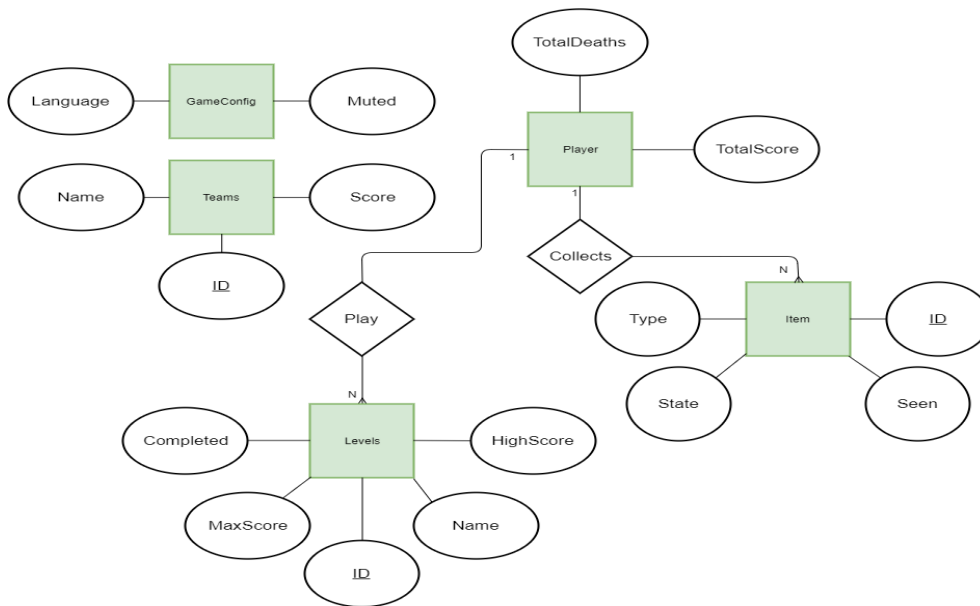 TotalDeaths
Language
GameConfig
Muted
Player
TotalScore
1
1
Name
Teams
Score
ID
Collects
N
Play
Type
Item
ID
State
Seen
N
Completed
Levels
HighScore
MaxScore
Name
ID